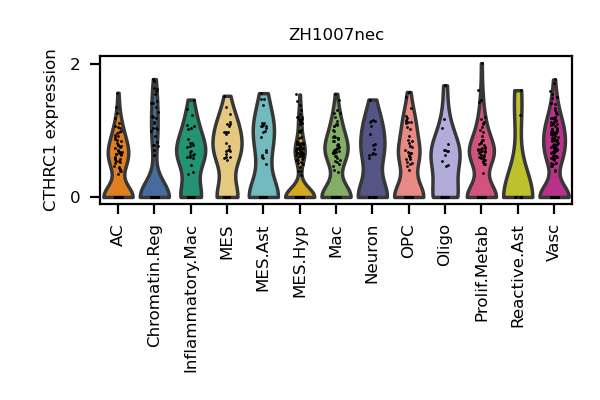 ZH1007nec
CTHRC1 expression
2
0
AC
Chromatin.Reg
Inflammatory.Mac
MES
MES.Ast
MES.Hyp
Mac
Neuron
OPC
Oligo
Prolif.Metab
Reactive.Ast
Vasc